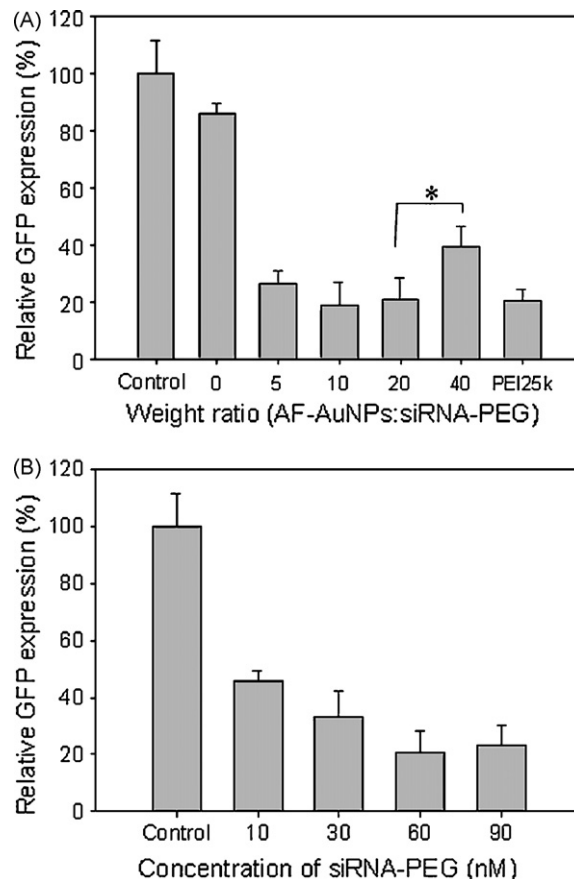 (A)
Relative GFP expression (%)
120
100
80
60
40
20
0
*
Control 0 5 10 20 40 PEI25k
Weight ratio (AF-AuNPs:siRNA-PEG)
(B)
Relative GFP expression (%)
120
100
80
60
40
20
0
Control 10 30 60 90
Concentration of siRNA-PEG (nM)